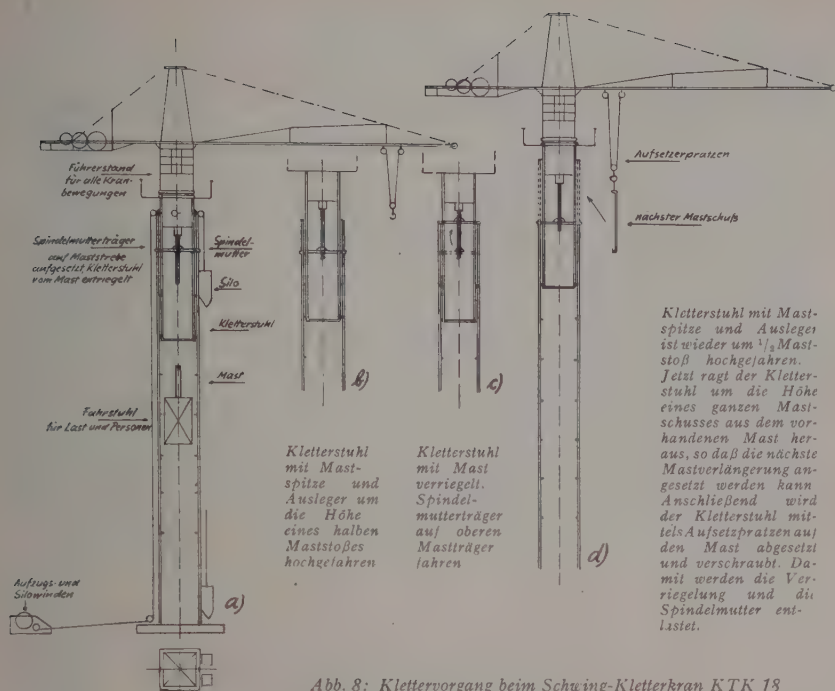 Führerstand
für alle Kran-
bewegungen
Spindelmutterträger
auf Maststrebe
aufgesetzt Kletterstuhl
vom Mast entriegelt
Spindel-
mutter
Silo
Kletterstuhl
Mast
Fahrstuhl
für Last und Personen
Aufzugs- und
Silowinden
a)
b)
c)
d)
Aufsetzerpratzen
nächster Mastschuß
Kletterstuhl
mit Mast-
spitze und
Ausleger um
die Höhe
eines halben
Maststoßes
hochgefahren
Kletterstuhl
mit Mast
verriegelt.
Spindel-
mutterträger
auf oberen
Mastträger
fahren
Kletterstuhl mit Mast-
spitze und Ausleger
ist wieder um 1/2 Mast-
stoß hochgefahren.
Jetzt ragt der Kletter-
stuhl um die Höhe
eines ganzen Mast-
schusses aus dem vor-
handenen Mast her-
aus, so daß die nächste
Mastverlängerung an-
gesetzt werden kann
Anschließend wird
der Kletterstuhl mit-
tels Aufsetzpratzen auf
den Mast abgesetzt
und verschraubt. Da-
mit werden die Ver-
riegelung und die
Spindelmutter ent-
lastet.
Abb. 8: Klettervorgang beim Schwing-Kletterkran KTK 18